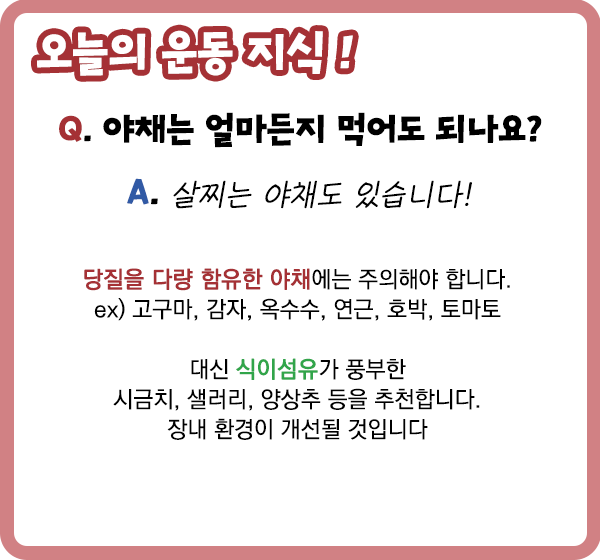 오늘의 운동 지식 !
Q. 야채는 얼마든지 먹어도 되나요?
A. 살찌는 야채도 있습니다!
당질을 다량 함유한 야채에는 주의해야 합니다.
ex) 고구마, 감자, 옥수수, 연근, 호박, 토마토
대신 식이섬유가 풍부한
시금치, 샐러리, 양상추 등을 추천합니다.
장내 환경이 개선될 것입니다